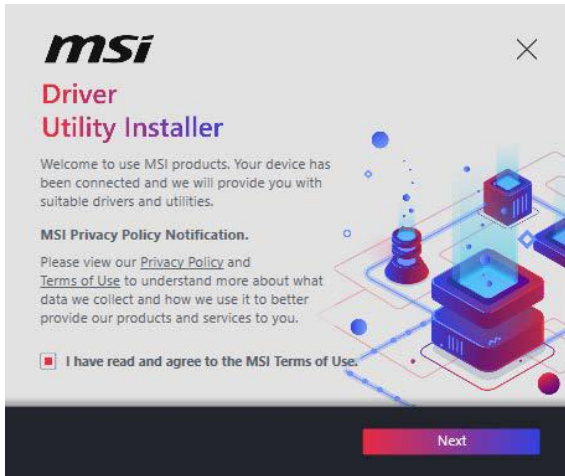 msi
Driver
Utility Installer
Welcome to use MSI products. Your device has
been connected and we will provide you with
suitable drivers and utilities.
MSI Privacy Policy Notification.
Please view our Privacy Policy and
Terms of Use to understand more about what
data we collect and how we use it to better
provide our products and services to you.
I have read and agree to the MSI Terms of Use.
Next